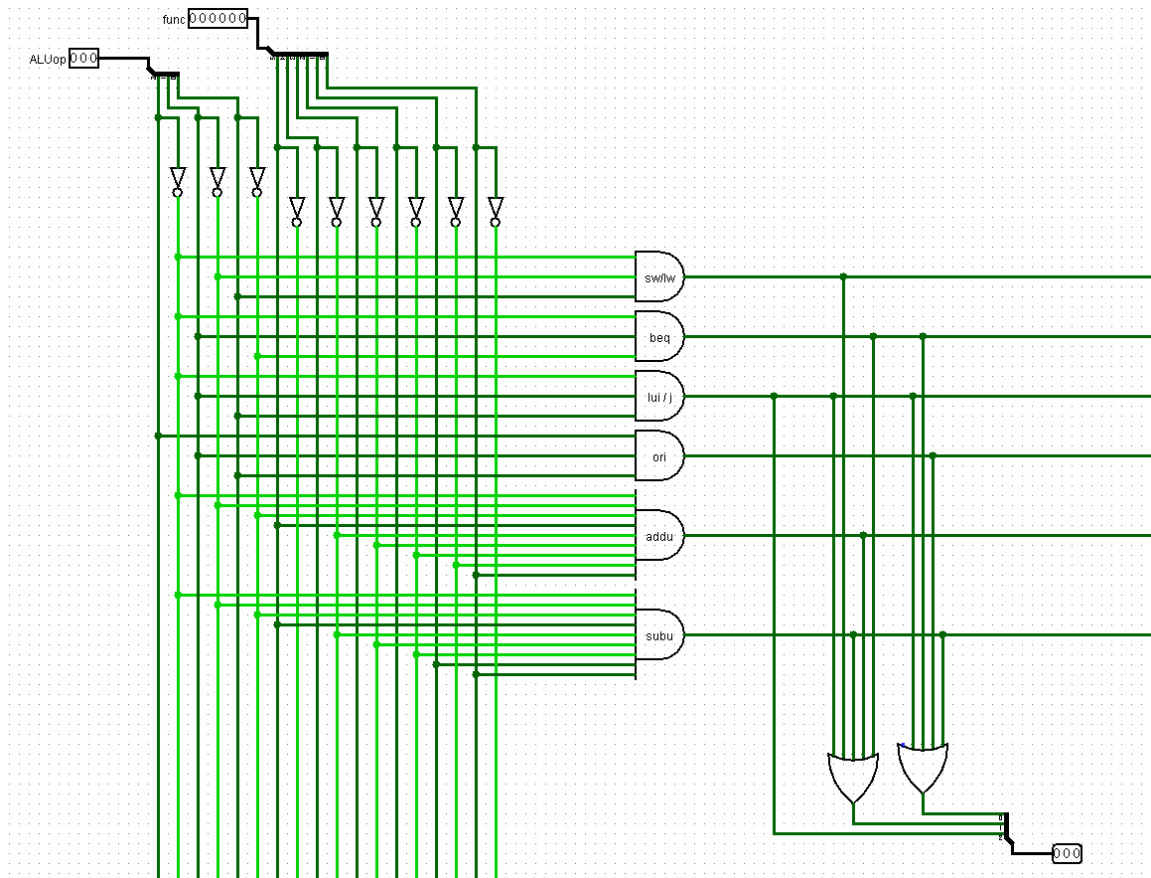 func 000000
ALUop 000
sw/lw
beq
lui / j
ori
addu
subu
000